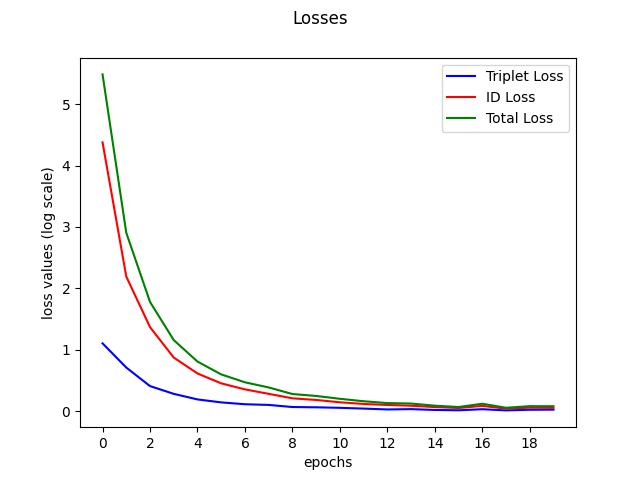 Losses
Triplet Loss
ID Loss
Total Loss
loss values (log scale)
5
4
3
2
1
0
0 2 4 6 8 10 12 14 16 18
epochs